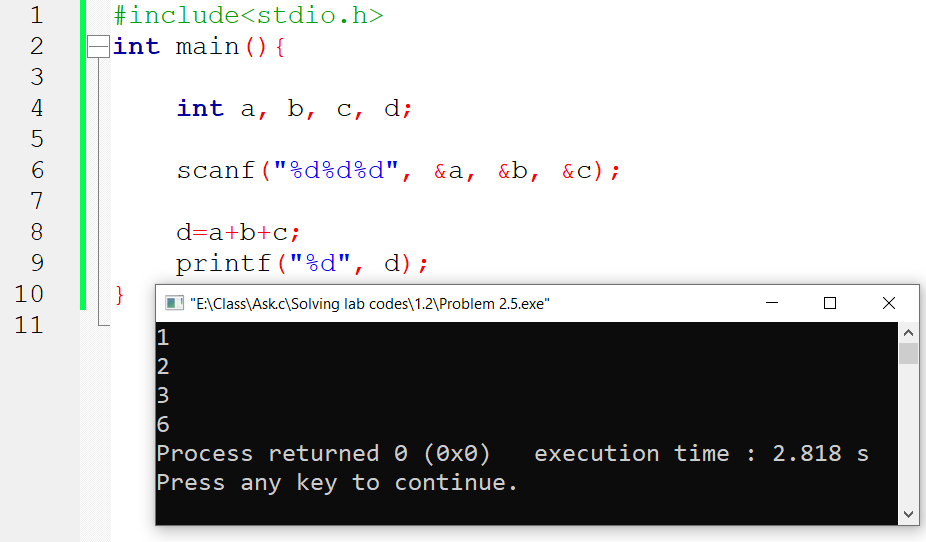 1 #include<stdio.h>
2 int main(){
3
4 int a, b, c, d;
5
6 scanf("%d%d%d", &a, &b, &c);
7
8 d=a+b+c;
9 printf("%d", d);
10 }
11
"E:\Class\Ask.c\Solving lab codes\1.2\Problem 2.5.exe"
1
2
3
6
Process returned 0 (0x0)   execution time : 2.818 s
Press any key to continue.